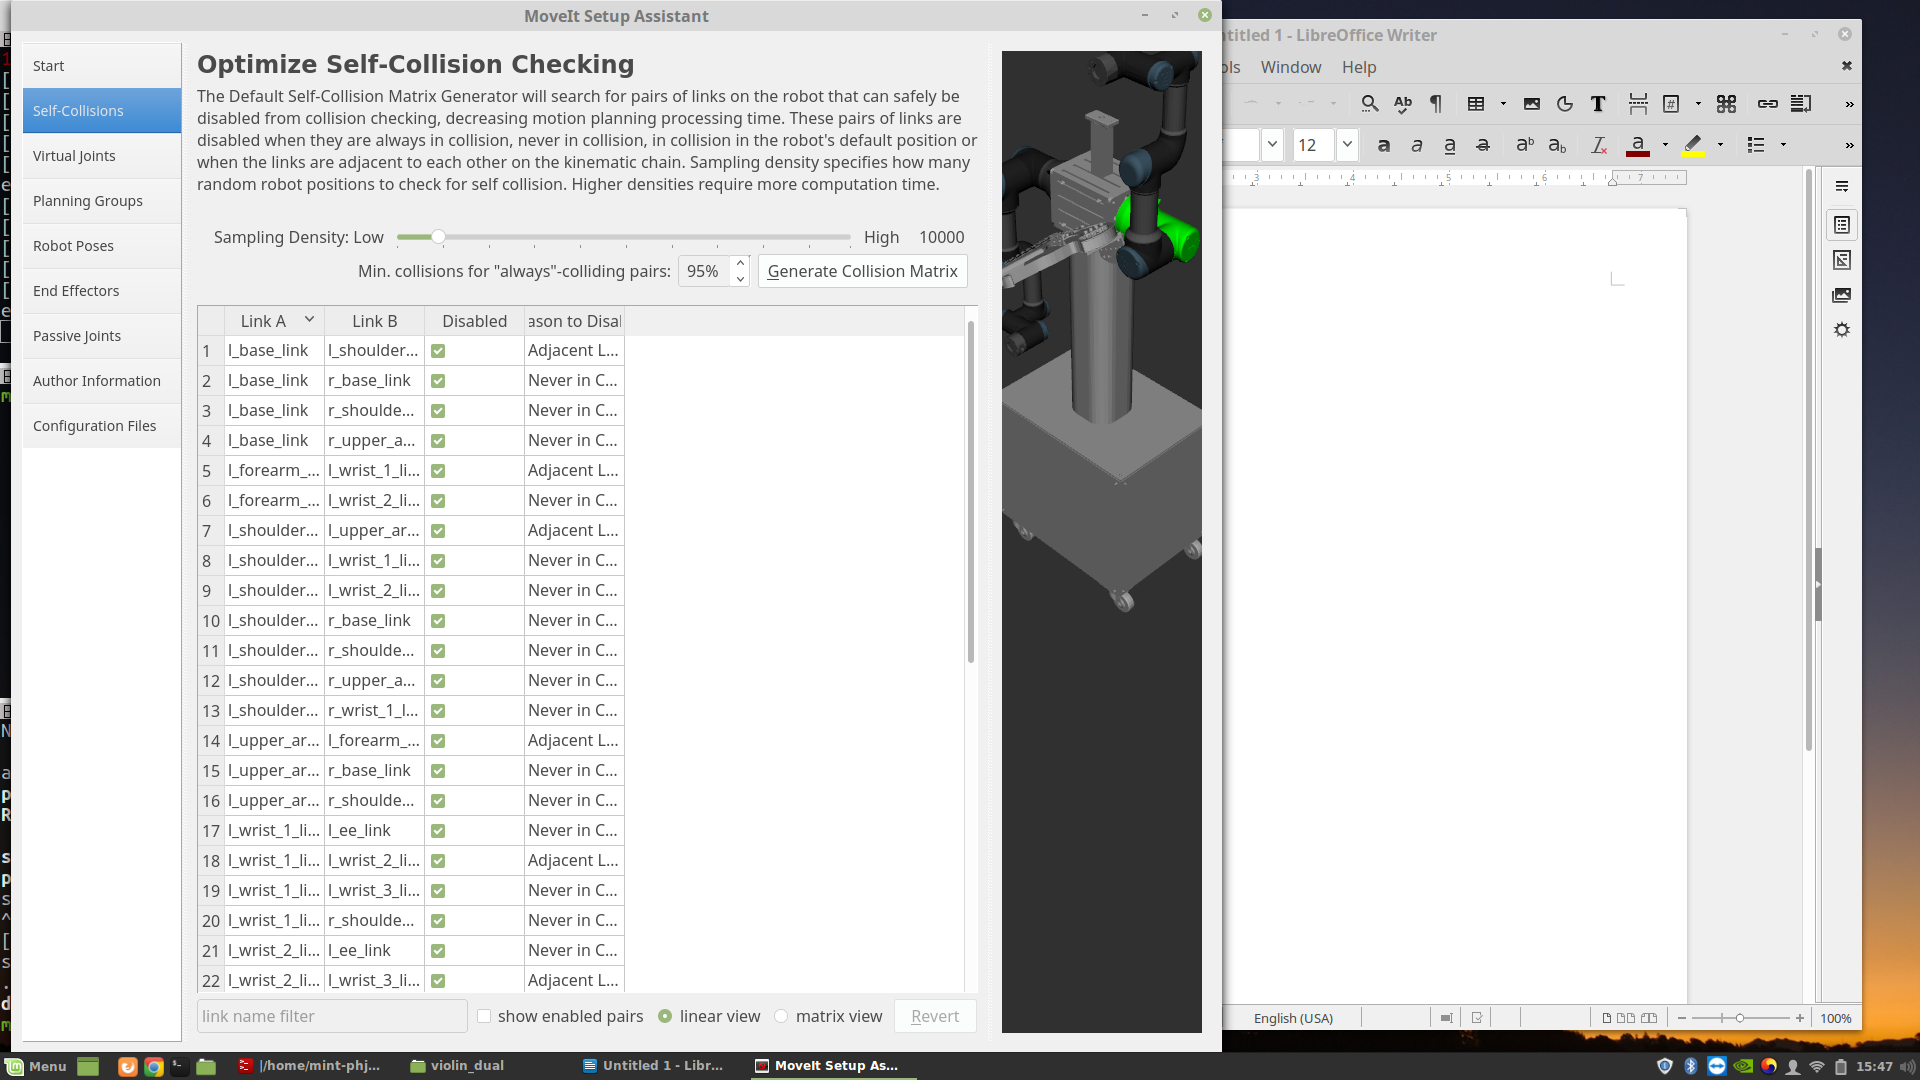 MoveIt Setup Assistant
Start
Self-Collisions
Virtual Joints
Planning Groups
Robot Poses
End Effectors
Passive Joints
Author Information
Configuration Files
Optimize Self-Collision Checking
The Default Self-Collision Matrix Generator will search for pairs of links on the robot that can safely be
disabled from collision checking, decreasing motion planning processing time. These pairs of links are
disabled when they are always in collision, never in collision, in collision in the robot's default position or
when the links are adjacent to each other on the kinematic chain. Sampling density specifies how many
random robot positions to check for self collision. Higher densities require more computation time.
Sampling Density: Low High 10000
Min. collisions for "always"-colliding pairs: 95% Generate Collision Matrix
Link A Link B Disabled ason to Disal
1 l_base_link l_shoulder... Adjacent L...
2 l_base_link r_base_link Never in C...
3 l_base_link r_shoulde... Never in C...
4 l_base_link r_upper_a... Never in C...
5 l_forearm_... l_wrist_1_li... Adjacent L...
6 l_forearm_... l_wrist_2_li... Never in C...
7 l_shoulder... l_upper_ar... Adjacent L...
8 l_shoulder... l_wrist_1_li... Never in C...
9 l_shoulder... l_wrist_2_li... Never in C...
10 l_shoulder... r_base_link Never in C...
11 l_shoulder... r_shoulde... Never in C...
12 l_shoulder... r_upper_a... Never in C...
13 l_shoulder... r_wrist_1_l... Never in C...
14 l_upper_ar... l_forearm_... Adjacent L...
15 l_upper_ar... r_base_link Never in C...
16 l_upper_ar... r_shoulde... Never in C...
17 l_wrist_1_li... l_ee_link Never in C...
18 l_wrist_1_li... l_wrist_2_li... Adjacent L...
19 l_wrist_1_li... l_wrist_3_li... Never in C...
20 l_wrist_1_li... r_shoulde... Never in C...
21 l_wrist_2_li... l_ee_link Never in C...
22 l_wrist_2_li... l_wrist_3_li... Adjacent L...
link name filter show enabled pairs linear view matrix view Revert
ntitled 1 - LibreOffice Writer
ols Window Help
12
3 4 5 6 7
English (USA) 100%
Menu |/home/mint-phj... violin_dual Untitled 1 - Libr... MoveIt Setup As... 15:47